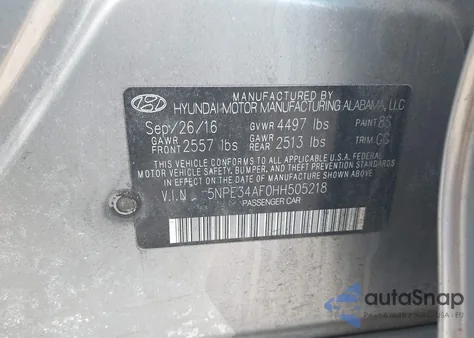 MANUFACTURED BY
HYUNDAI MOTOR MANUFACTURING ALABAMA, LLC
Sep/26/16 GVWR 4497 lbs PAINT:8S
GAWR FRONT 2557 lbs GAWR REAR 2513 lbs TRIM:GG
THIS VEHICLE CONFORMS TO ALL APPLICABLE U.S.A. FEDERAL
MOTOR VEHICLE SAFETY, BUMPER, AND THEFT PREVENTION STANDARDS
IN EFFECT ON THE DATE OF MANUFACTURE SHOWN ABOVE.
V.I.N 5NPE34AF0HH505218
PASSENGER CAR
autoSnap